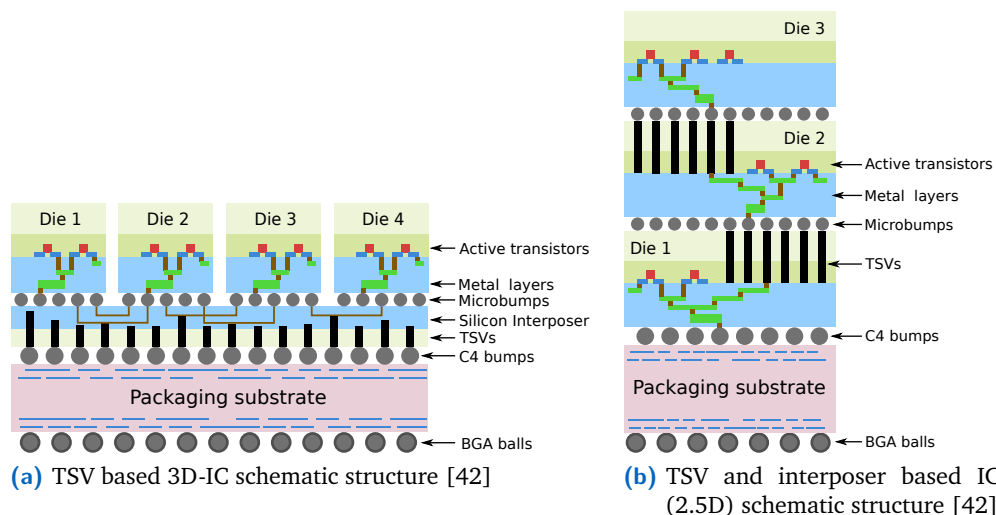 Die 1
Die 2
Die 3
Die 4
Active transistors
Metal layers
Microbumps
Silicon Interposer
TSVs
C4 bumps
Packaging substrate
BGA balls
(a) TSV based 3D-IC schematic structure [42]
Die 3
Die 2
Active transistors
Metal layers
Microbumps
Die 1
TSVs
C4 bumps
Packaging substrate
BGA balls
(b) TSV and interposer based IC
(2.5D) schematic structure [42]